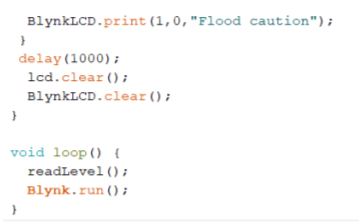 BlynkLCD.print(1,0,"Flood caution");
}
delay(1000);
lcd.clear();
BlynkLCD.clear();
}
void loop() {
readLevel();
Blynk.run();
}